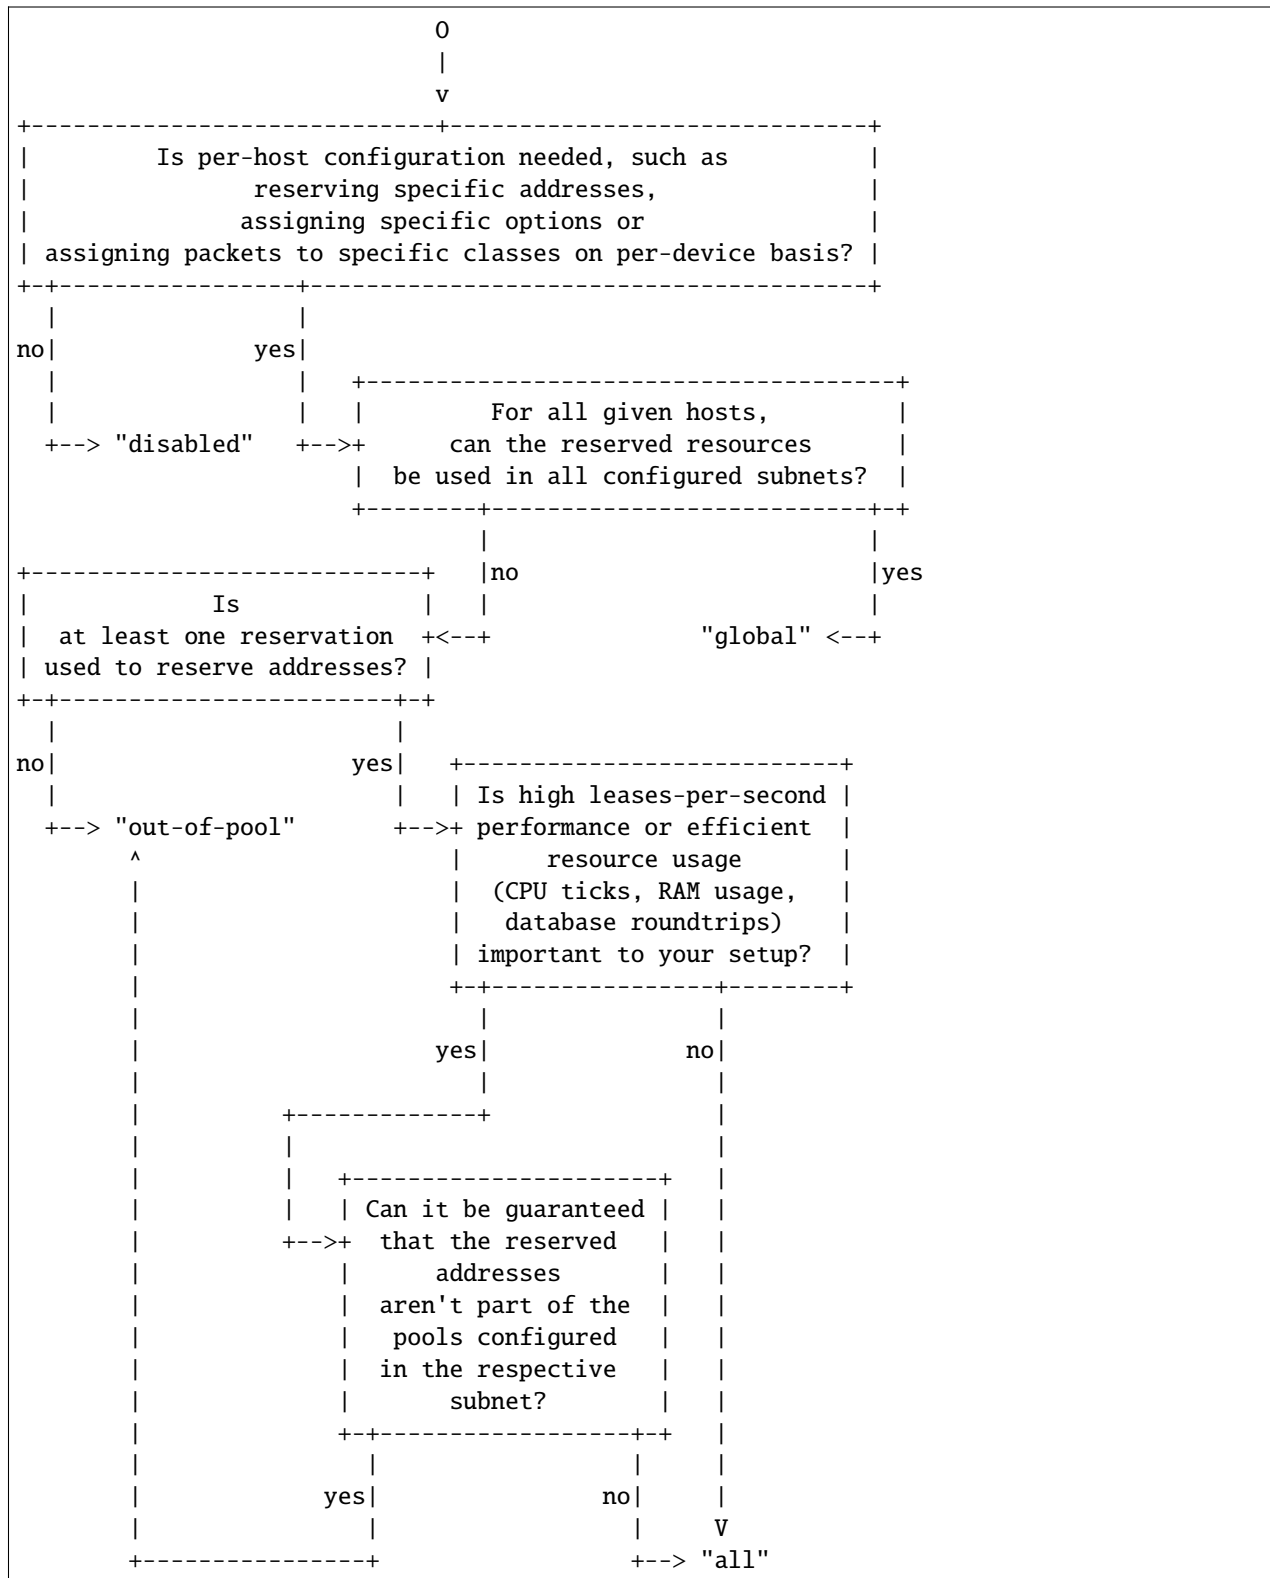 O
|
v
+------------------------------+------------------------------+
|         Is per-host configuration needed, such as          |
|                reserving specific addresses,                |
|               assigning specific options or                |
| assigning packets to specific classes on per-device basis? |
+-+-----------------+----------------------------------------+
  |                 |
no|              yes|
  |                 |   +---------------------------------------+
  |                 |   |         For all given hosts,          |
  +--> "disabled"   +-->+      can the reserved resources       |
                        |  be used in all configured subnets?  |
                        +--------+---------------------------+-+
                                 |                           |
+----------------------------+   |no                         |yes
|             Is             |   |                           |
|  at least one reservation  +<--+               "global" <--+
| used to reserve addresses? |
+-+------------------------+-+
  |                        |
no|                     yes|   +---------------------------+
  |                        |   | Is high leases-per-second |
  +--> "out-of-pool"       +-->+ performance or efficient  |
        ^                      |      resource usage       |
        |                      |  (CPU ticks, RAM usage,   |
        |                      |   database roundtrips)    |
        |                      | important to your setup?  |
        |                      +-+----------------+--------+
        |                        |                |
        |                     yes|              no|
        |                        |                |
        |          +-------------+                |
        |          |                              |
        |          |   +----------------------+   |
        |          |   | Can it be guaranteed |   |
        |          +-->+  that the reserved   |   |
        |              |      addresses       |   |
        |              |  aren't part of the  |   |
        |              |   pools configured   |   |
        |              |  in the respective   |   |
        |              |       subnet?        |   |
        |              +-+------------------+-+   |
        |                |                  |     |
        |             yes|                no|     |
        |                |                  |     V
        +----------------+                  +--> "all"